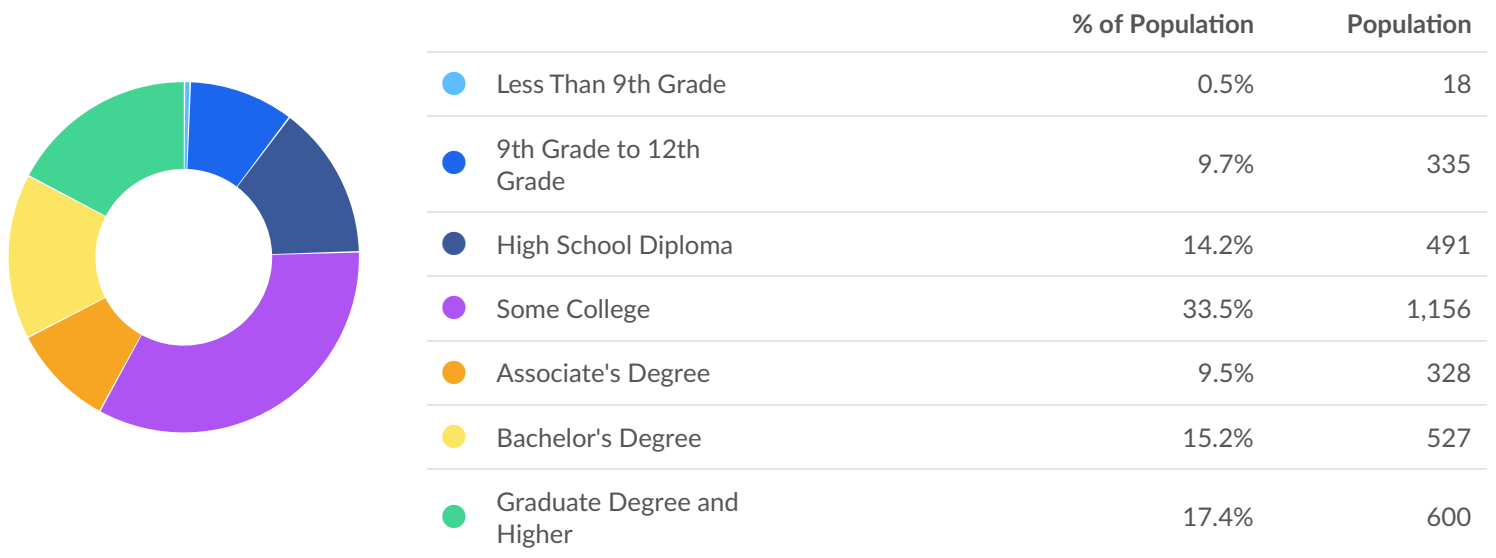 % of Population Population
Less Than 9th Grade 0.5% 18
9th Grade to 12th
Grade 9.7% 335
High School Diploma 14.2% 491
Some College 33.5% 1,156
Associate's Degree 9.5% 328
Bachelor's Degree 15.2% 527
Graduate Degree and
Higher 17.4% 600